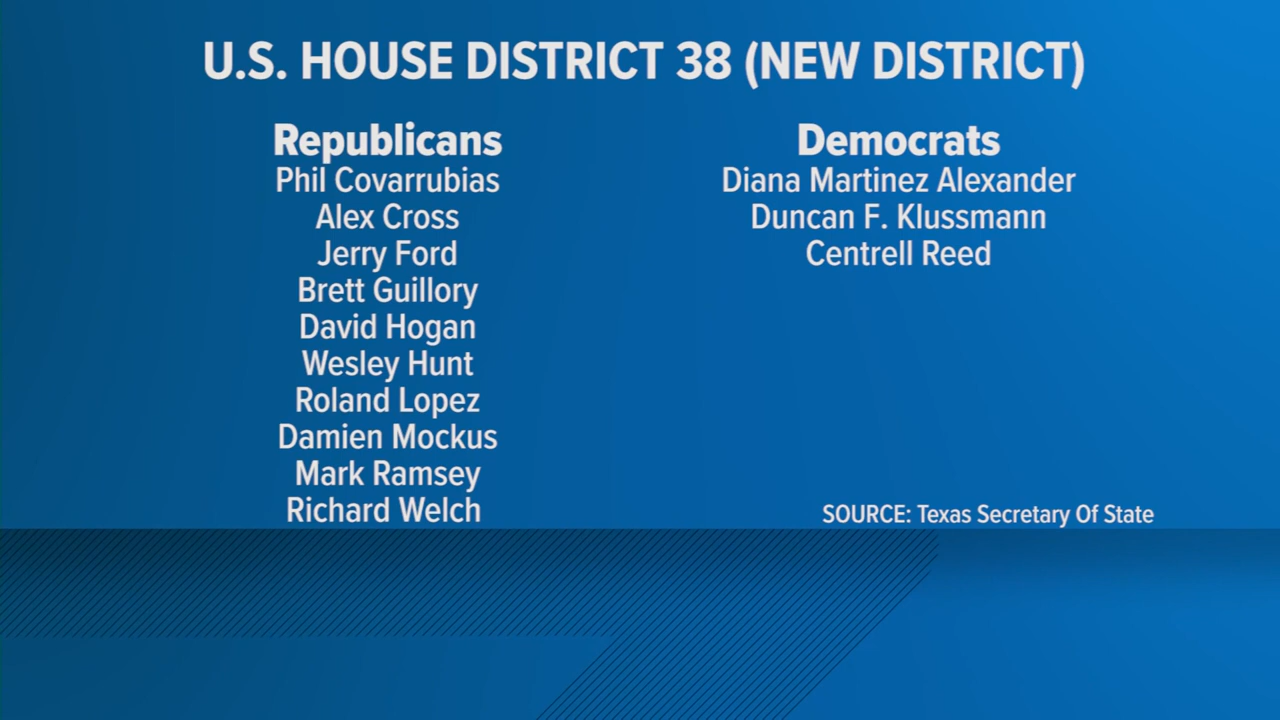 U.S. HOUSE DISTRICT 38 (NEW DISTRICT)
Republicans
Phil Covarrubias
Alex Cross
Jerry Ford
Brett Guillory
David Hogan
Wesley Hunt
Roland Lopez
Damien Mockus
Mark Ramsey
Richard Welch
Democrats
Diana Martinez Alexander
Duncan F. Klussmann
Centrell Reed
SOURCE: Texas Secretary Of State